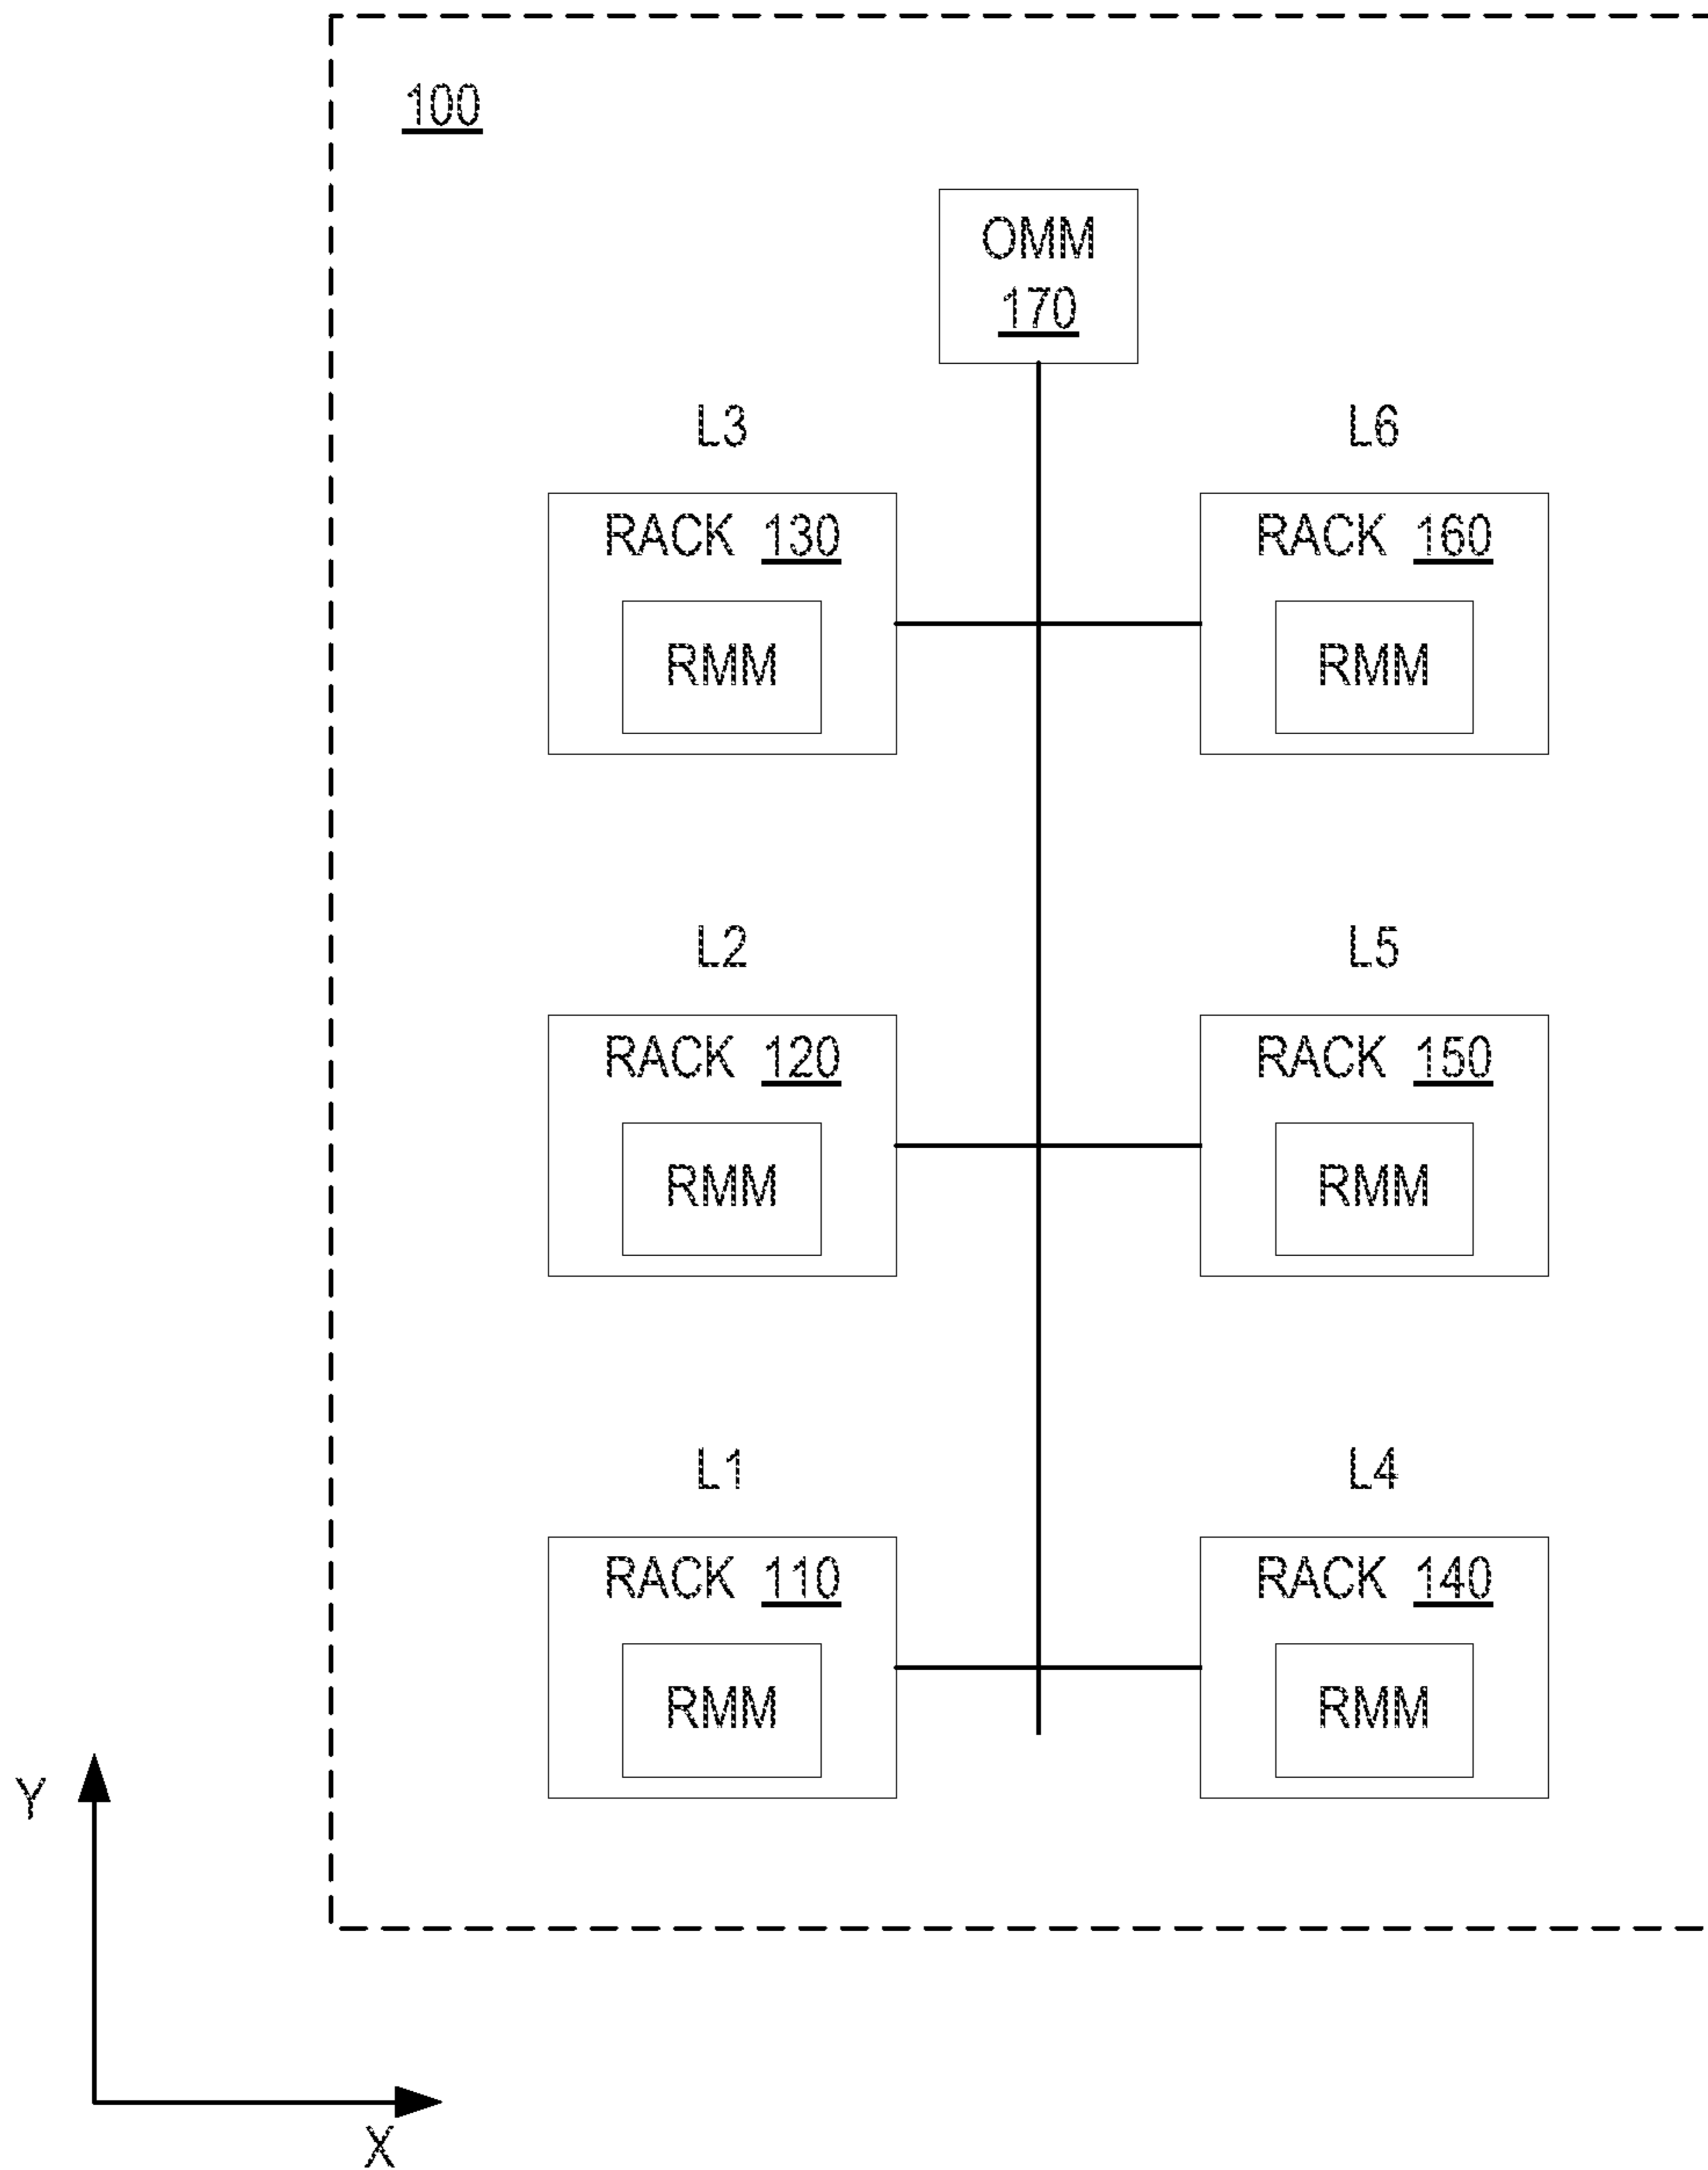 100
OMM
170
L3
L6
RACK 130
RACK 160
RMM
RMM
L2
L5
RACK 120
RACK 150
RMM
RMM
L1
L4
RACK 110
RACK 140
RMM
RMM
Y
X